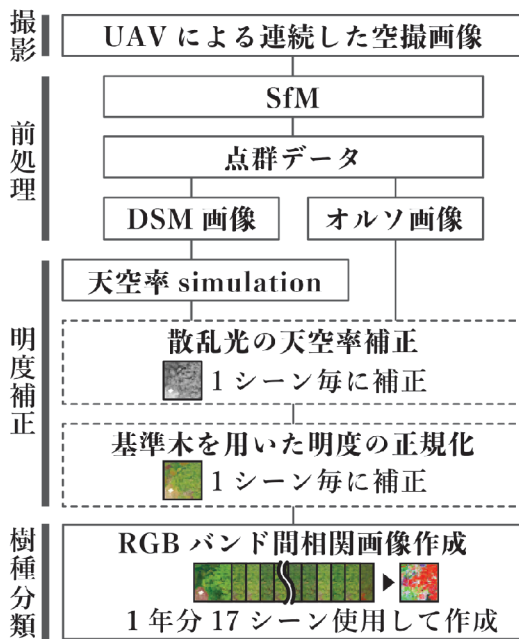 撮影
UAV による連続した空撮画像
前処理
SfM
点群データ
DSM 画像
オルソ画像
明度補正
天空率 simulation
散乱光の天空率補正
1 シーン毎に補正
基準木を用いた明度の正規化
1 シーン毎に補正
樹種分類
RGB バンド間相関画像作成
1 年分 17 シーン使用して作成